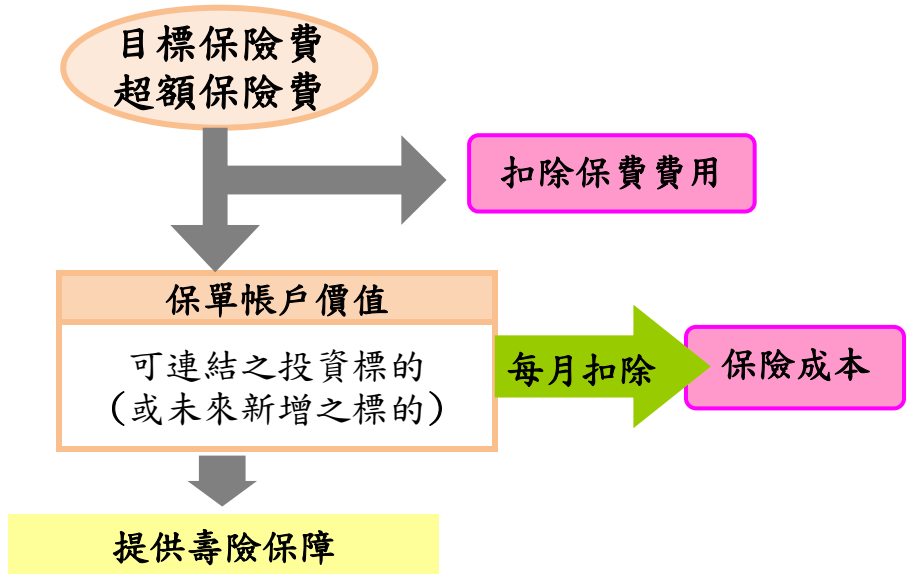 目標保險費
超額保險費
扣除保費費用
保單帳戶價值
可連結之投資標的
(或未來新增之標的)
每月扣除
保險成本
提供壽險保障